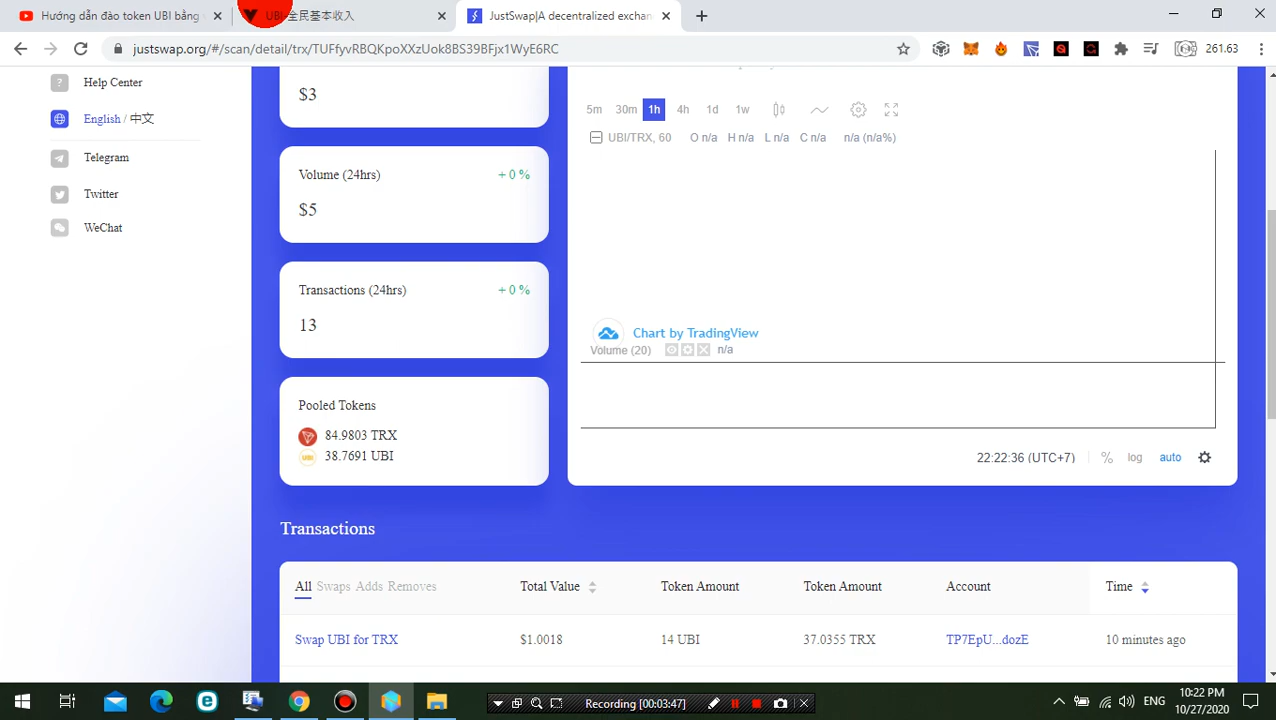 Hướng dẫn đào token UBI bằng
UBI-全民基本收入
JustSwap|A decentralized exchan
justswap.org/#/scan/detail/trx/TUFfyvRBQKpoXXzUok8BS39BFjx1WyE6RC
261.63
Help Center
English / 中文
Telegram
Twitter
WeChat
$3
Volume (24hrs) + 0 %
$5
Transactions (24hrs) + 0 %
13
Pooled Tokens
84.9803 TRX
38.7691 UBI
5m 30m 1h 4h 1d 1w
UBI/TRX, 60 O n/a H n/a L n/a C n/a n/a (n/a%)
Chart by TradingView
Volume (20) n/a
22:22:36 (UTC+7) % log auto
Transactions
All Swaps Adds Removes Total Value Token Amount Token Amount Account Time
Swap UBI for TRX $1.0018 14 UBI 37.0355 TRX TP7EpU...dozE 10 minutes ago
Recording [00:03:47]
ENG
10:22 PM
10/27/2020